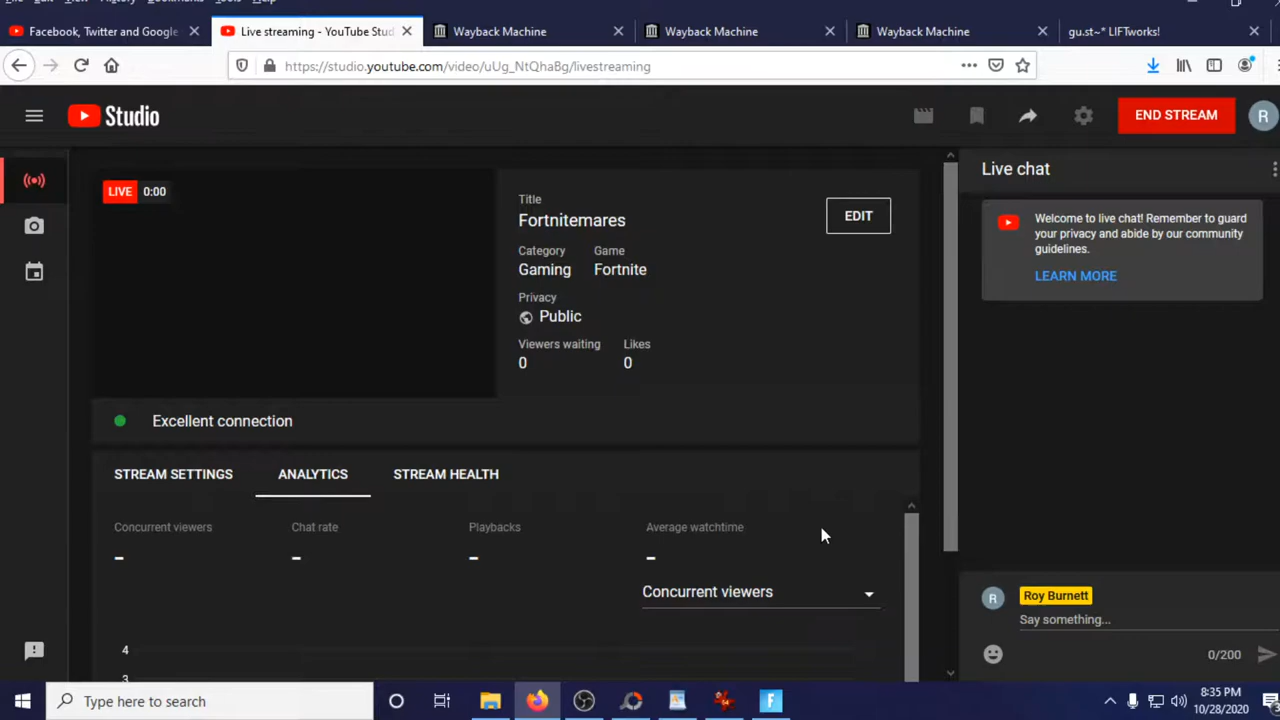 Facebook, Twitter and Google
Live streaming - YouTube Stud
Wayback Machine
Wayback Machine
Wayback Machine
gu.st~* LIFTworks!
https://studio.youtube.com/video/uUg_NtQhaBg/livestreaming
Studio
END STREAM
R
LIVE 0:00
Title
Fortnitemares
EDIT
Category Game
Gaming Fortnite
Privacy
Public
Viewers waiting Likes
0 0
Excellent connection
STREAM SETTINGS ANALYTICS STREAM HEALTH
Concurrent viewers Chat rate Playbacks Average watchtime
– – – –
Concurrent viewers
4
3
Live chat
Welcome to live chat! Remember to guard
your privacy and abide by our community
guidelines.
LEARN MORE
R Roy Burnett
Say something...
0/200
Type here to search
8:35 PM
10/28/2020